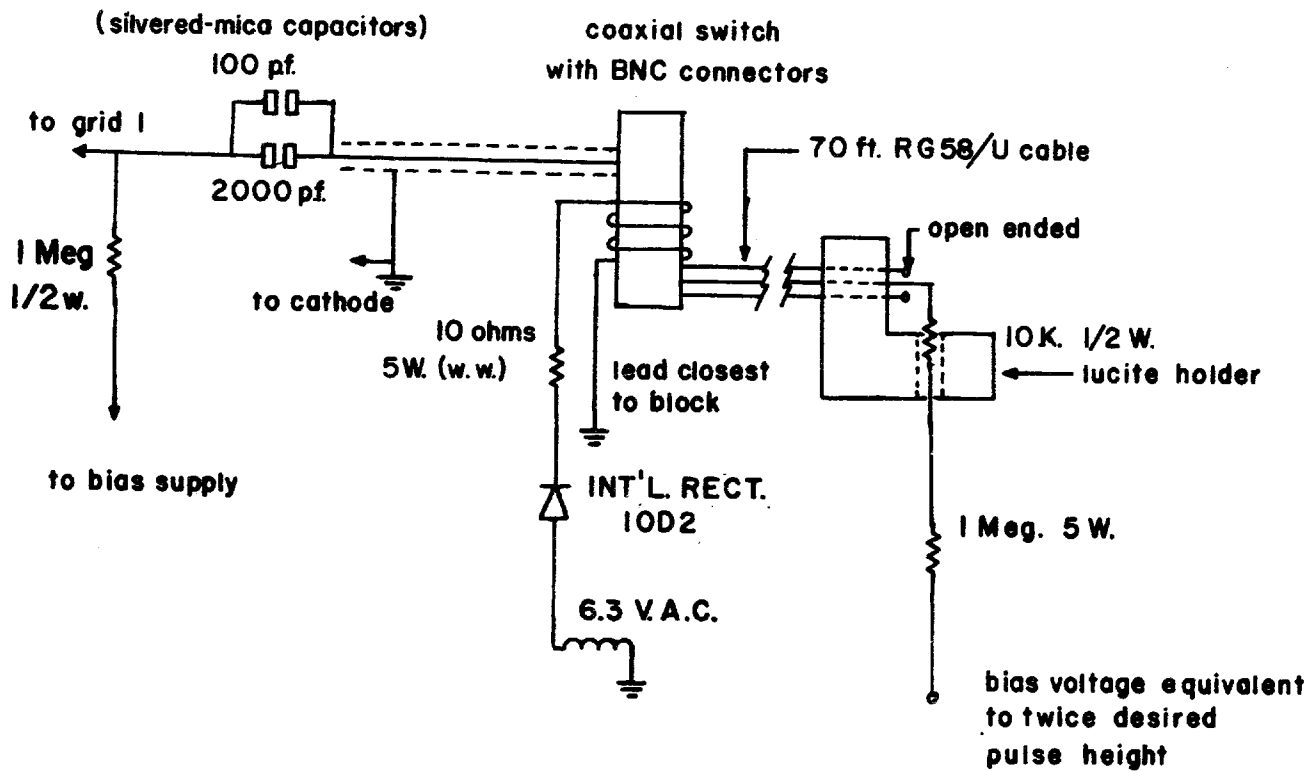 (silvered-mica capacitors)
100 pf.
coaxial switch
with BNC connectors
to grid 1
70 ft. RG58/U cable
2000 pf.
open ended
1 Meg
1/2 w.
to cathode
10 ohms
5W. (w.w.)
lead closest
to block
10K. 1/2 W.
lucite holder
to bias supply
INT'L. RECT.
10D2
1 Meg. 5 W.
6.3 V.A.C.
bias voltage equivalent
to twice desired
pulse height